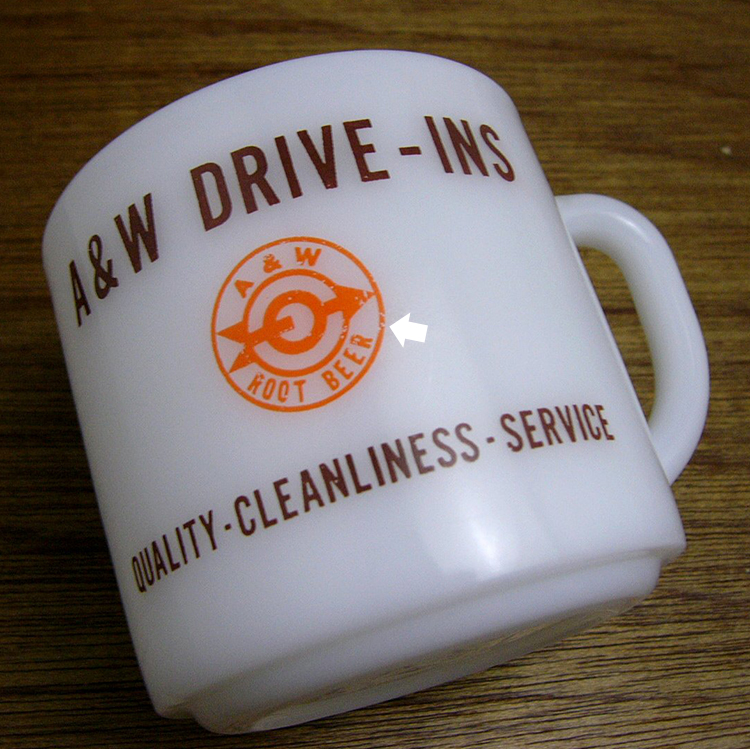 A&W DRIVE-INS
A & W
ROOT BEER
QUALITY-CLEANLINESS-SERVICE